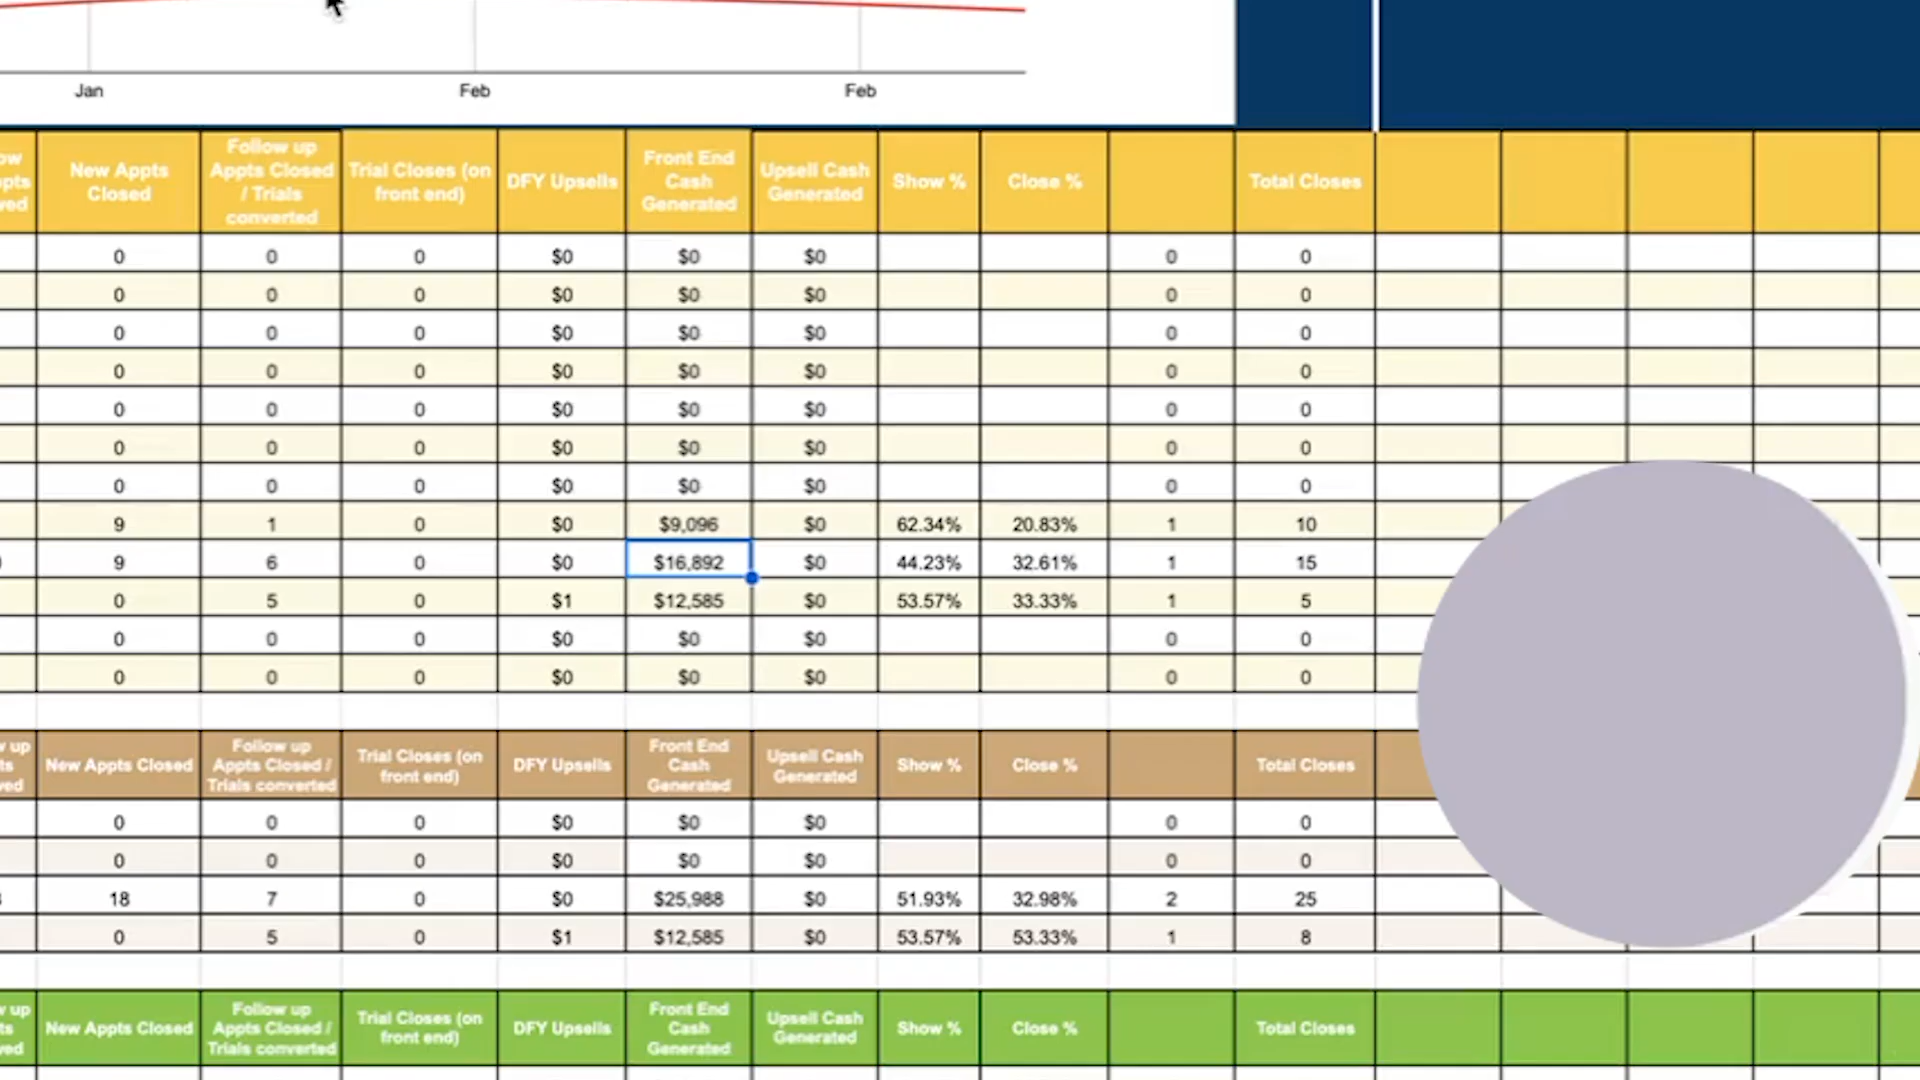 Jan Feb Feb
New Appts Closed Follow up Appts Closed / Trials converted Trial Closes (on front end) DFY Upsells Front End Cash Generated Upsell Cash Generated Show % Close % Total Closes
0 0 0 $0 $0 $0 0 0
0 0 0 $0 $0 $0 0 0
0 0 0 $0 $0 $0 0 0
0 0 0 $0 $0 $0 0 0
0 0 0 $0 $0 $0 0 0
0 0 0 $0 $0 $0 0 0
0 0 0 $0 $0 $0 0 0
9 1 0 $0 $9,096 $0 62.34% 20.83% 1 10
9 6 0 $0 $16,892 $0 44.23% 32.61% 1 15
0 5 0 $1 $12,585 $0 53.57% 33.33% 1 5
0 0 0 $0 $0 $0 0 0
0 0 0 $0 $0 $0 0 0
New Appts Closed Follow up Appts Closed / Trials converted Trial Closes (on front end) DFY Upsells Front End Cash Generated Upsell Cash Generated Show % Close % Total Closes
0 0 0 $0 $0 $0 0 0
0 0 0 $0 $0 $0 0 0
18 7 0 $0 $25,988 $0 51.93% 32.98% 2 25
0 5 0 $1 $12,585 $0 53.57% 53.33% 1 8
New Appts Closed Follow up Appts Closed / Trials converted Trial Closes (on front end) DFY Upsells Front End Cash Generated Upsell Cash Generated Show % Close % Total Closes